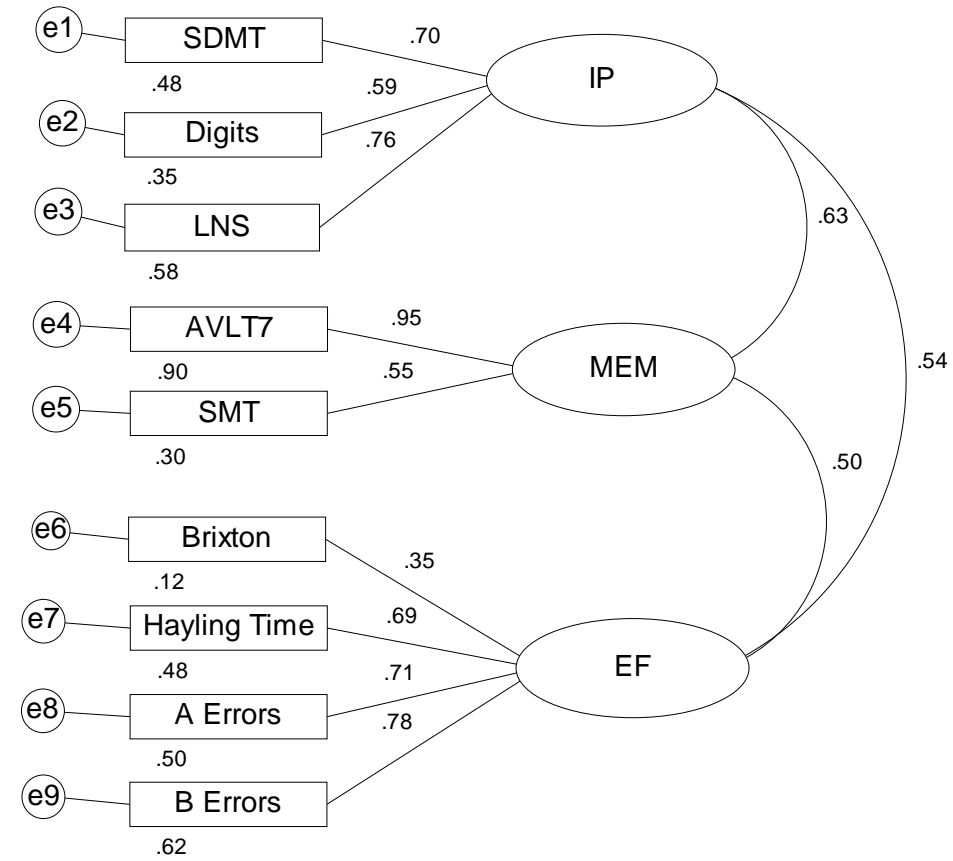 e1
SDMT
.70
IP
.48
.59
e2
Digits
.76
.35
e3
LNS
.63
.58
e4
AVLT7
.95
MEM
.54
.90
.55
e5
SMT
.30
.50
e6
Brixton
.35
.12
e7
Hayling Time
.69
EF
.48
.71
e8
A Errors
.78
.50
e9
B Errors
.62